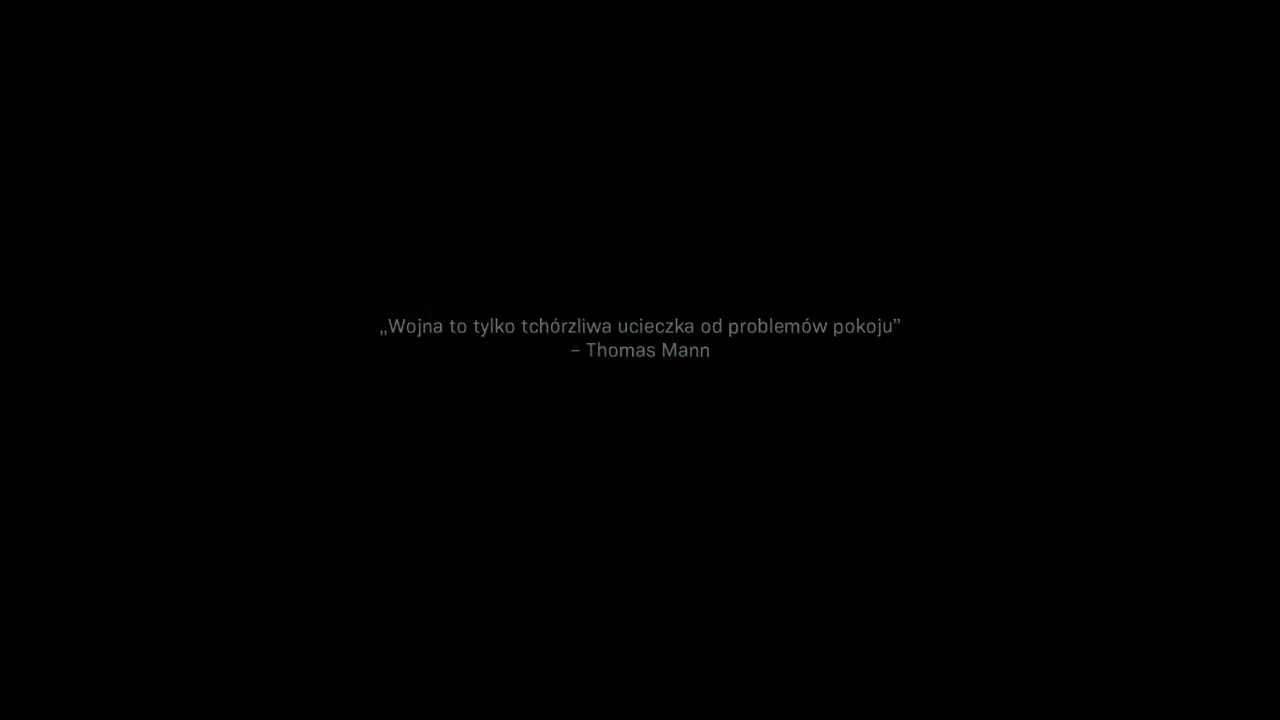 „Wojna to tylko tchórzliwa ucieczka od problemów pokoju”
– Thomas Mann